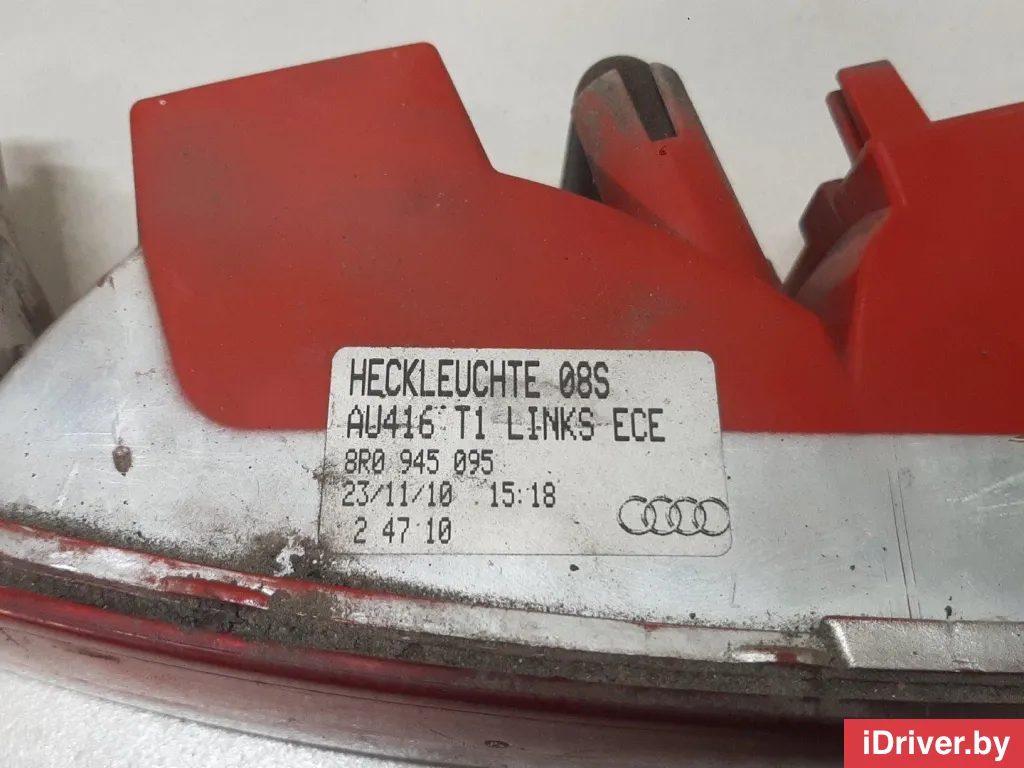 HECKLEUCHTE 08S
AU416 T1 LINKS ECE
8R0 945 095
23/11/10 15:18
2 47 10
iDriver.by